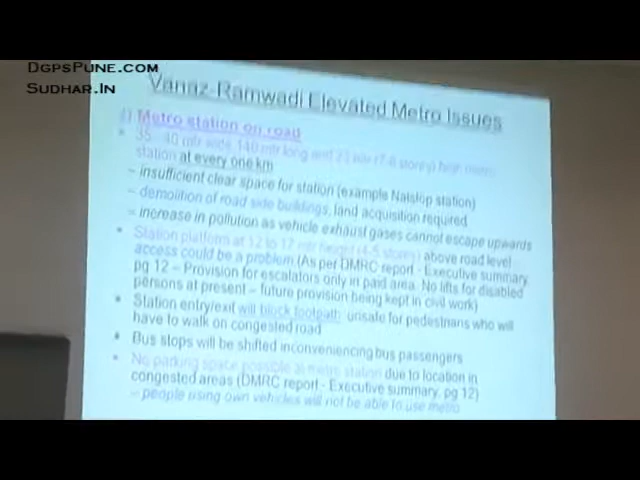 DgpsPune.com
Sudhar.In
Vanaz-Ramwadi Elevated Metro Issues
1) Metro station on road
• 35 - 40 mtr wide, 140 mtr long and 21 mtr (7-8 storey) high metro
station at every one km
– insufficient clear space for station (example Nalstop station)
– demolition of road side buildings, land acquisition required
– increase in pollution as vehicle exhaust gases cannot escape upwards
• Station platform at 12 to 17 mtr height (4-5 stores) above road level
access could be a problem (As per DMRC report - Executive summary,
pg 12 – Provision for escalators only in paid area. No lifts for disabled
persons at present – future provision being kept in civil work)
• Station entry/exit will block footpath unsafe for pedestrians who will
have to walk on congested road
• Bus stops will be shifted inconveniencing bus passengers
• No parking space possible at metro station due to location in
congested areas (DMRC report - Executive summary, pg 12)
– people using own vehicles will not be able to use metro